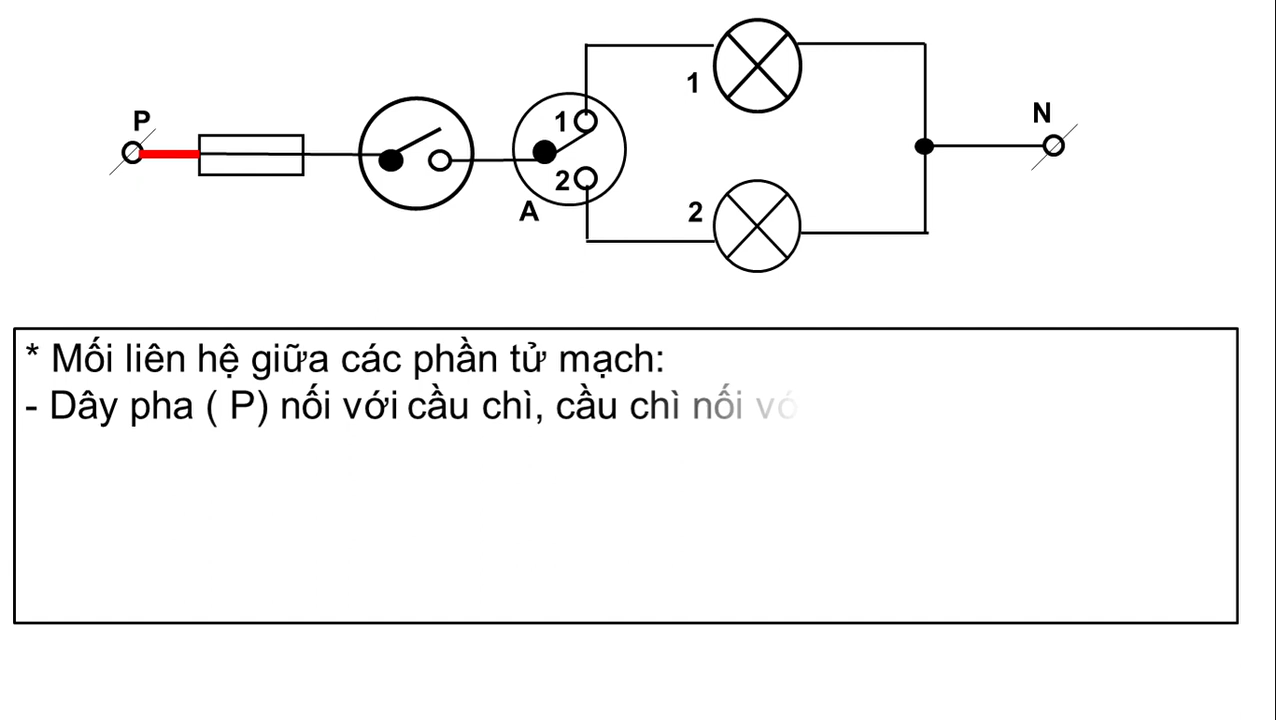 P
N
1
1
2
2
A
* Mối liên hệ giữa các phần tử mạch:
- Dây pha ( P) nối với cầu chì, cầu chì nối